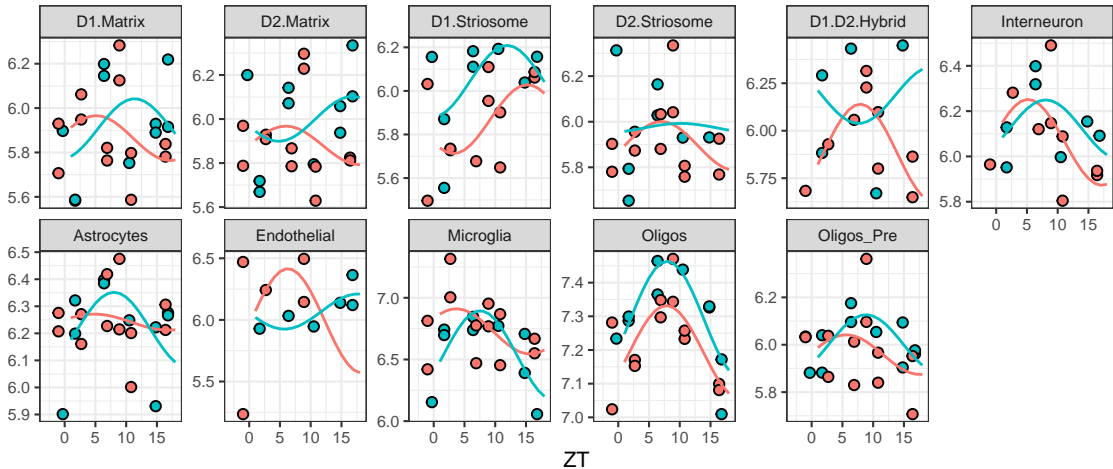 D1.Matrix D2.Matrix D1.Striosome D2.Striosome D1.D2.Hybrid Interneuron
6.2 6.0 5.8 5.6
6.2 6.0 5.8 5.6
6.2 6.0 5.8 5.6
6.2 6.0 5.8
6.25 6.00 5.75
6.4 6.2 6.0 5.8
0 5 10 15
Astrocytes Endothelial Microglia Oligos Oligos_Pre
6.5 6.4 6.3 6.2 6.1 6.0 5.9
6.5 6.0 5.5
7.0 6.5 6.0
7.4 7.3 7.2 7.1 7.0
6.2 6.0 5.8
0 5 10 15 0 5 10 15 0 5 10 15 0 5 10 15 0 5 10 15
ZT